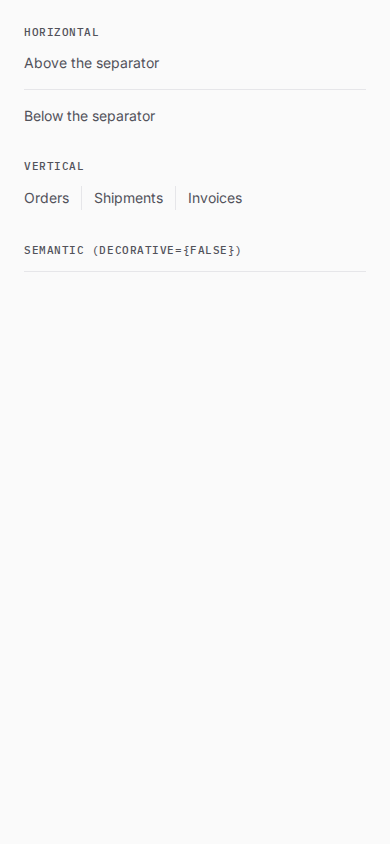 HORIZONTAL
Above the separator
Below the separator
VERTICAL
Orders Shipments Invoices
SEMANTIC (DECORATIVE={FALSE})